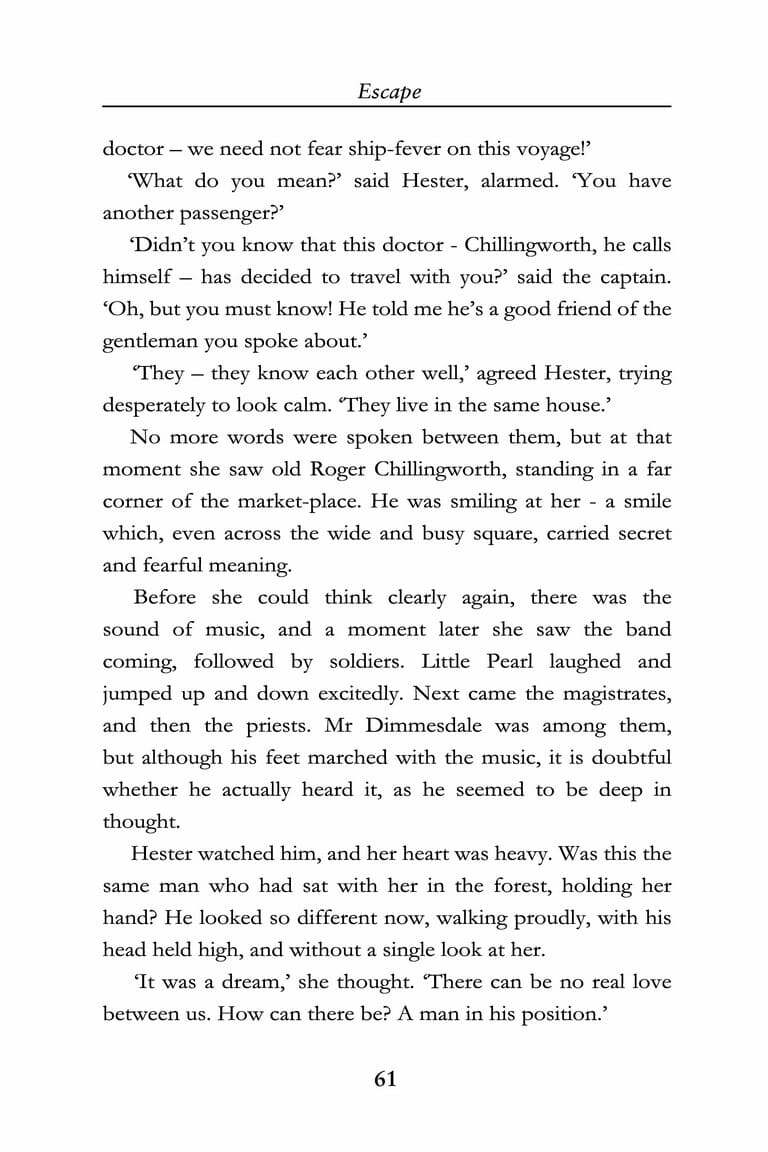 Escape
doctor – we need not fear ship-fever on this voyage!’
‘What do you mean?’ said Hester, alarmed. ‘You have
another passenger?’
‘Didn’t you know that this doctor - Chillingworth, he calls
himself – has decided to travel with you?’ said the captain.
‘Oh, but you must know! He told me he’s a good friend of the
gentleman you spoke about.’
‘They – they know each other well,’ agreed Hester, trying
desperately to look calm. ‘They live in the same house.’
No more words were spoken between them, but at that
moment she saw old Roger Chillingworth, standing in a far
corner of the market-place. He was smiling at her - a smile
which, even across the wide and busy square, carried secret
and fearful meaning.
Before she could think clearly again, there was the
sound of music, and a moment later she saw the band
coming, followed by soldiers. Little Pearl laughed and
jumped up and down excitedly. Next came the magistrates,
and then the priests. Mr Dimmesdale was among them,
but although his feet marched with the music, it is doubtful
whether he actually heard it, as he seemed to be deep in
thought.
Hester watched him, and her heart was heavy. Was this the
same man who had sat with her in the forest, holding her
hand? He looked so different now, walking proudly, with his
head held high, and without a single look at her.
‘It was a dream,’ she thought. ‘There can be no real love
between us. How can there be? A man in his position.’
61